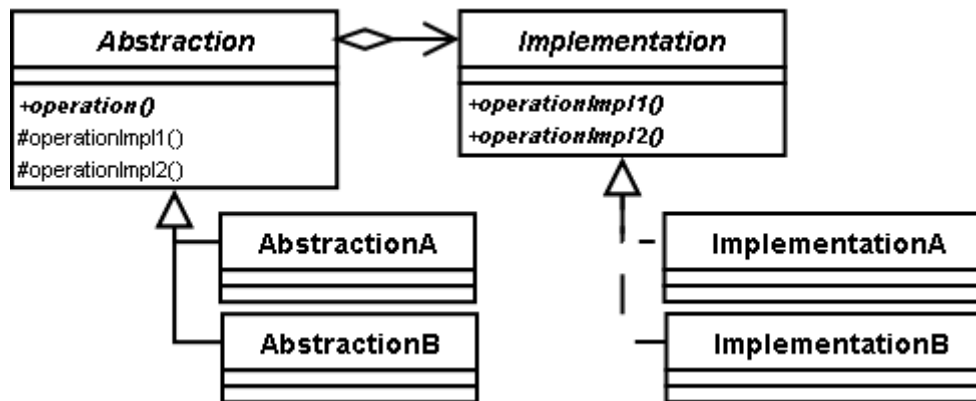 Abstraction
+operation()
#operationImpl1()
#operationImpl2()
Implementation
+operationImpl1()
+operationImpl2()
AbstractionA
AbstractionB
ImplementationA
ImplementationB